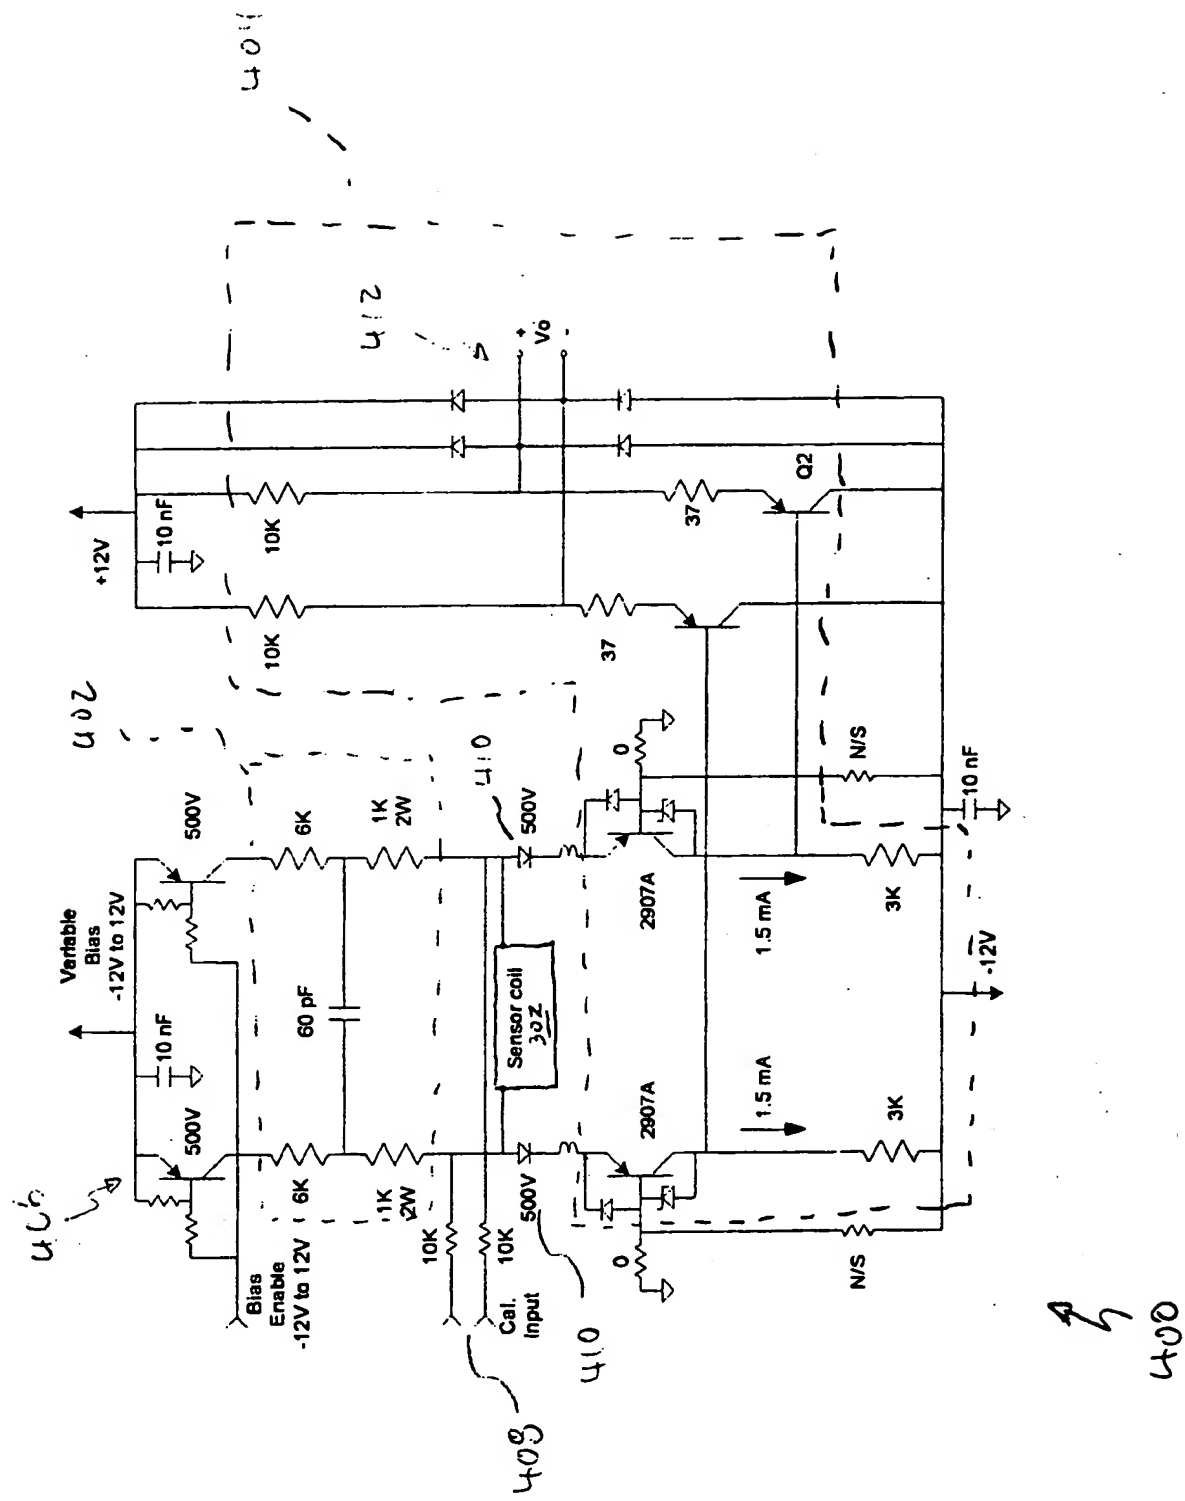 404
402
412
406
Variable
Bias
-12V to 12V
10 nF
500V
500V
+12V
10 nF
Bias
Enable
-12V to 12V
6K
60 pF
6K
1K
2W
1K
2W
10K
10K
10K
10K
Cal.
Input
408
410
410
500V
500V
Sensor coil
302
+
Vo
-
0
0
2907A
2907A
37
37
Q2
N/S
N/S
1.5 mA
1.5 mA
3K
3K
-12V
10 nF
400